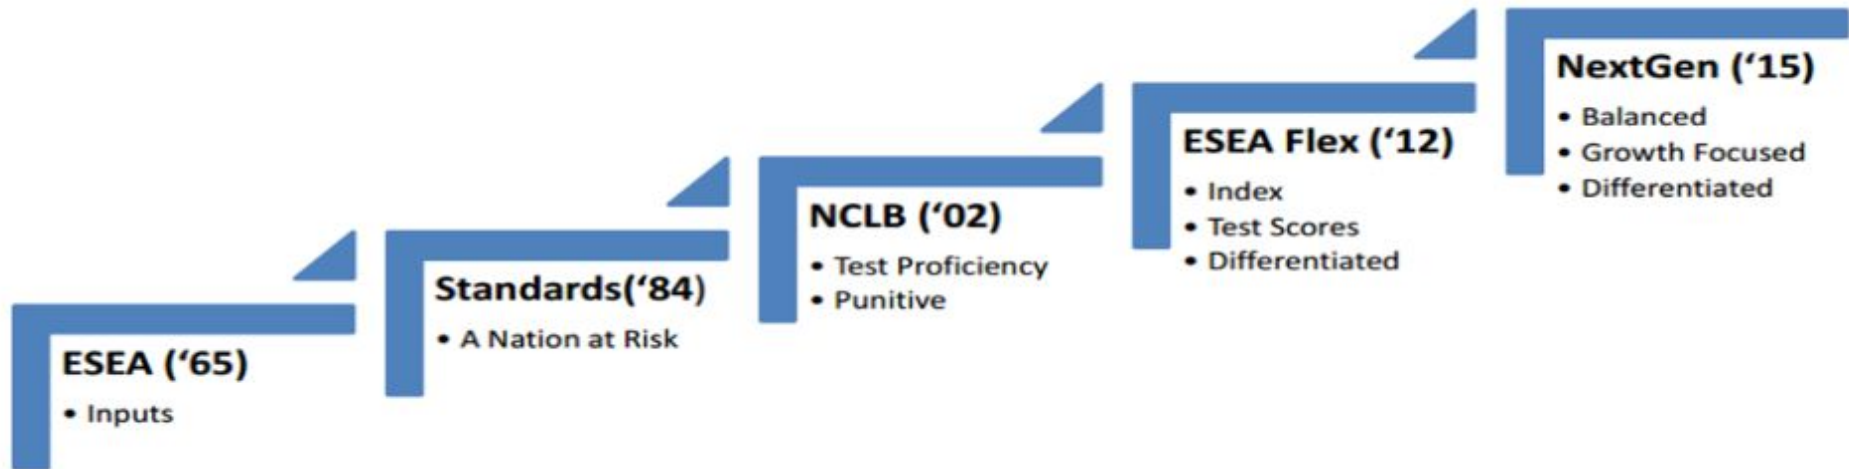 ESEA (‘65)
• Inputs
Standards(‘84)
• A Nation at Risk
NCLB (‘02)
• Test Proficiency
• Punitive
ESEA Flex (‘12)
• Index
• Test Scores
• Differentiated
NextGen (‘15)
• Balanced
• Growth Focused
• Differentiated